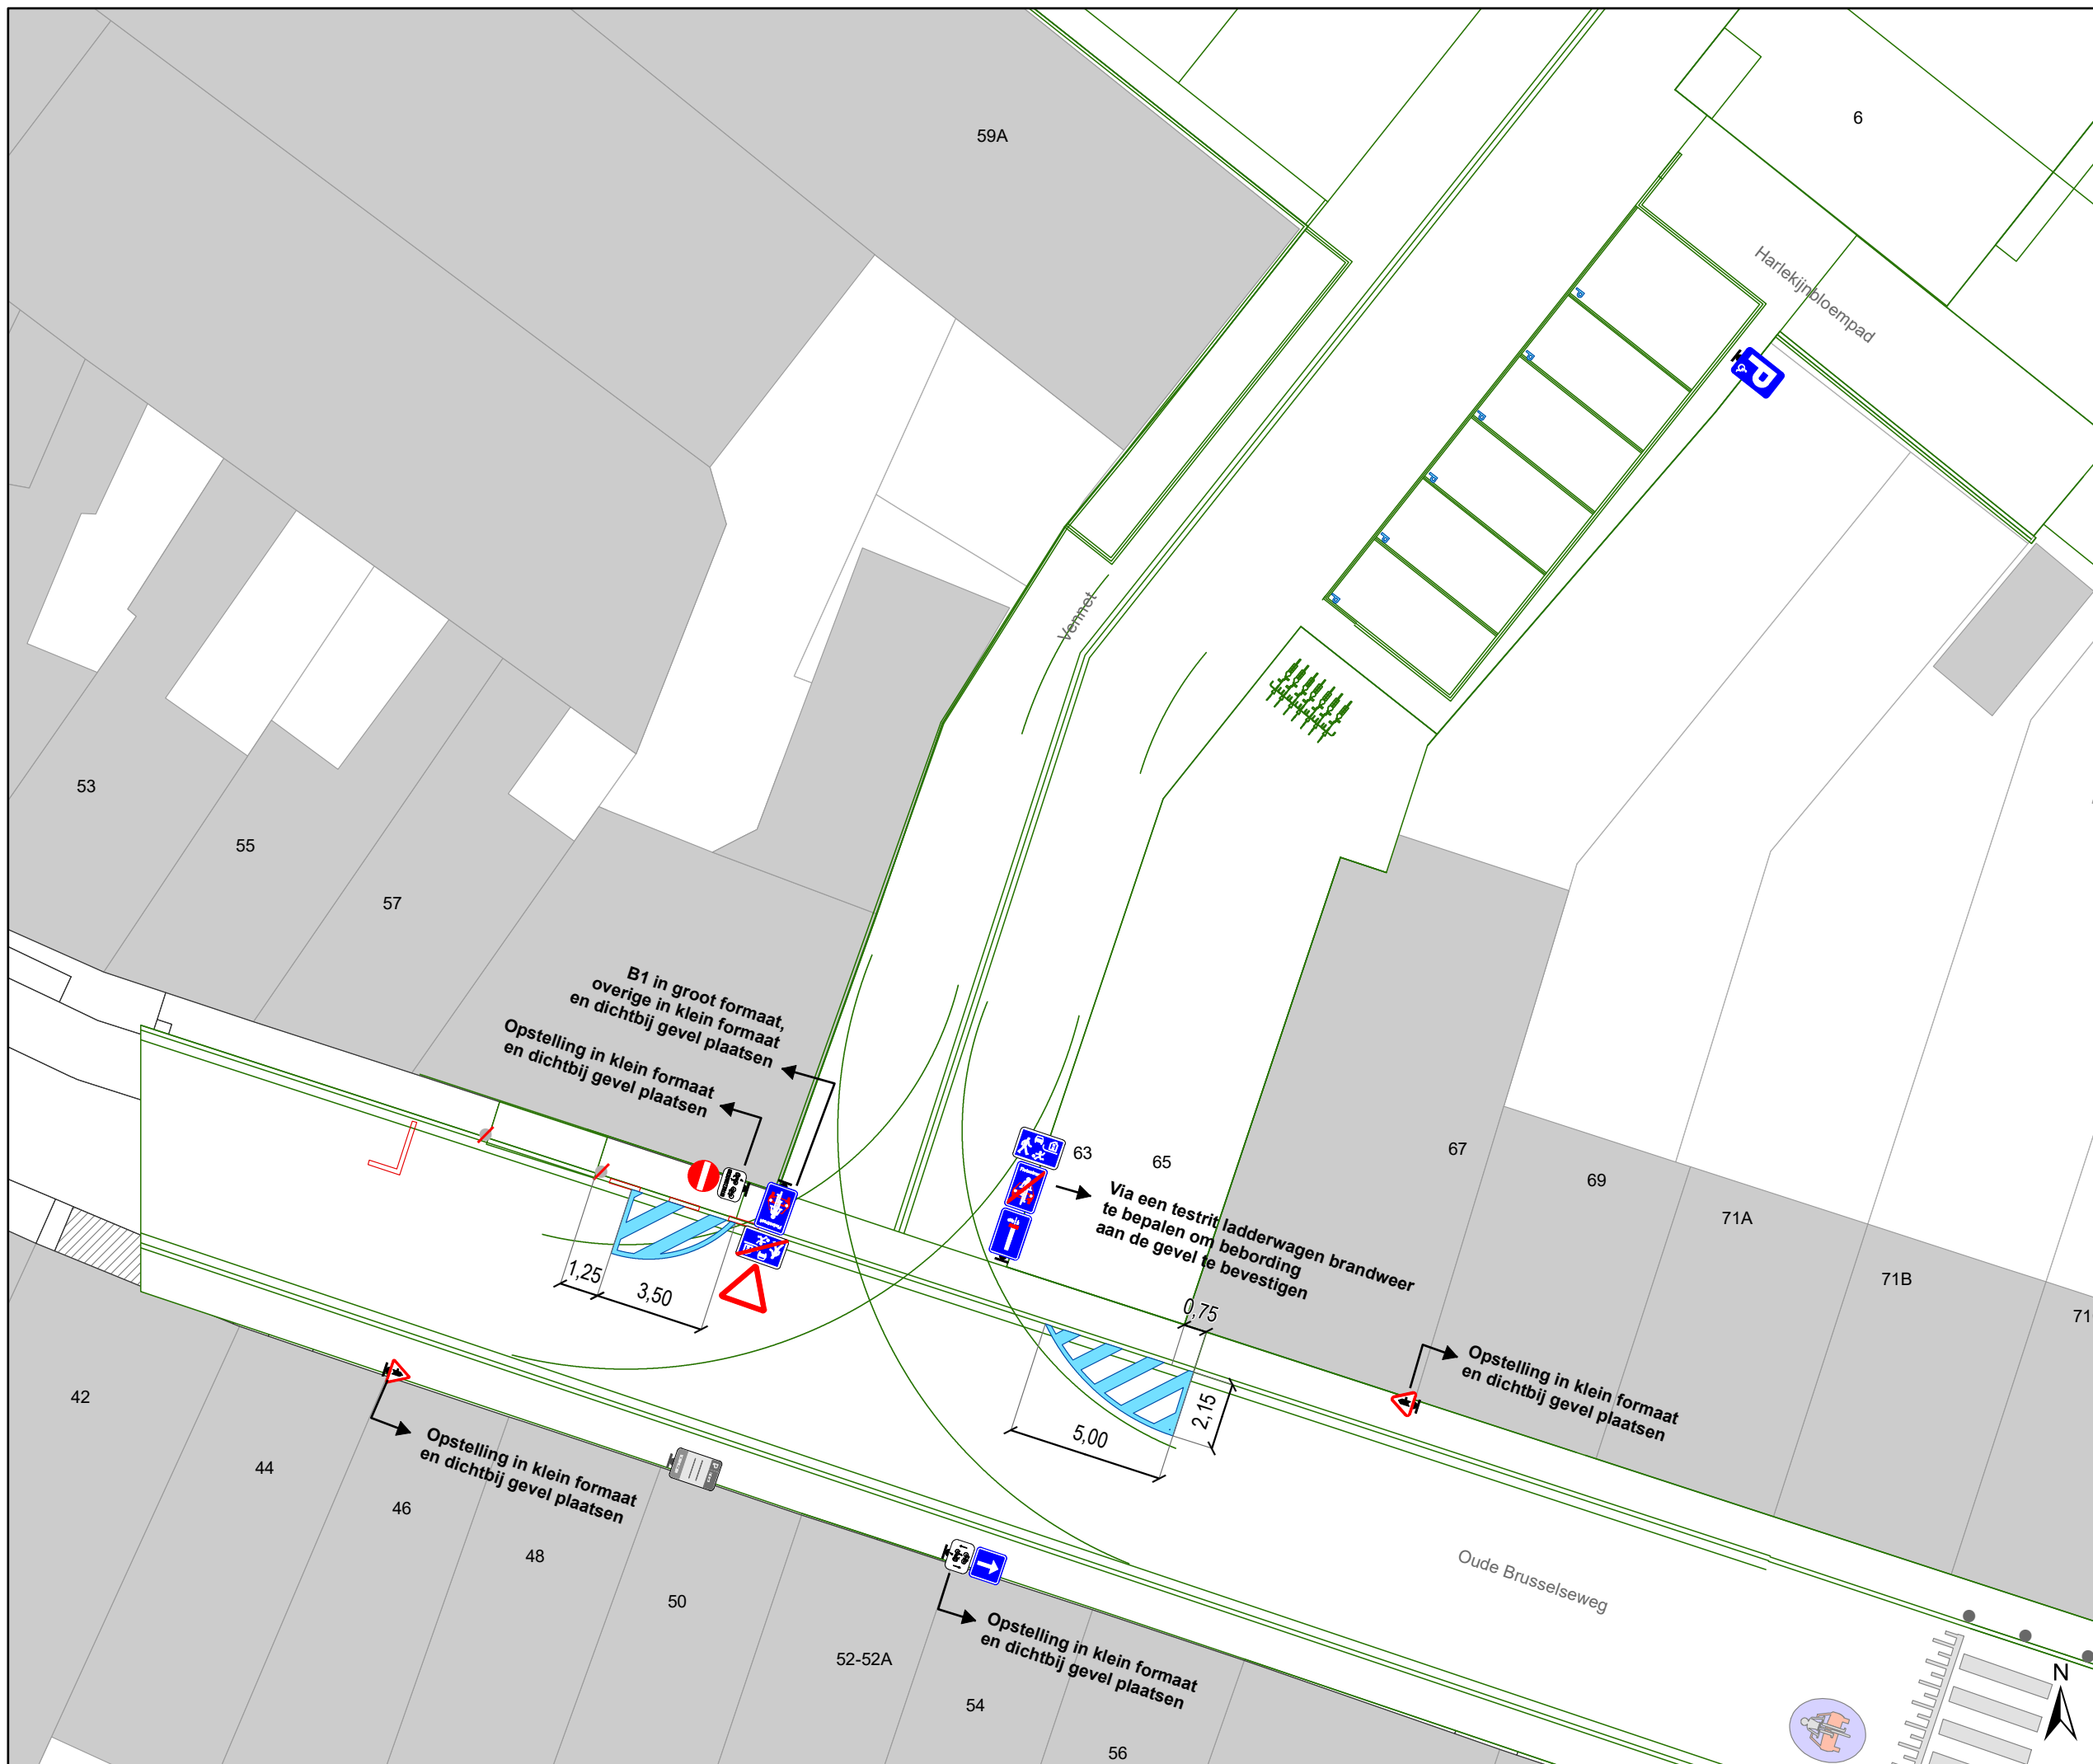 59A
6
Harlekijnbloempad
P
Vennet
53
55
57
B1 in groot formaat,
overige in klein formaat
en dichtbij gevel plaatsen
Opstelling in klein formaat
en dichtbij gevel plaatsen
63
65
67
69
71A
71B
71
Via een testrit ladderwagen brandweer
te bepalen om bebording
aan de gevel te bevestigen
1,25
3,50
0,75
5,00
2,15
Opstelling in klein formaat
en dichtbij gevel plaatsen
42
44
46
48
50
52-52A
54
56
Opstelling in klein formaat
en dichtbij gevel plaatsen
Opstelling in klein formaat
en dichtbij gevel plaatsen
Oude Brusselseweg
N